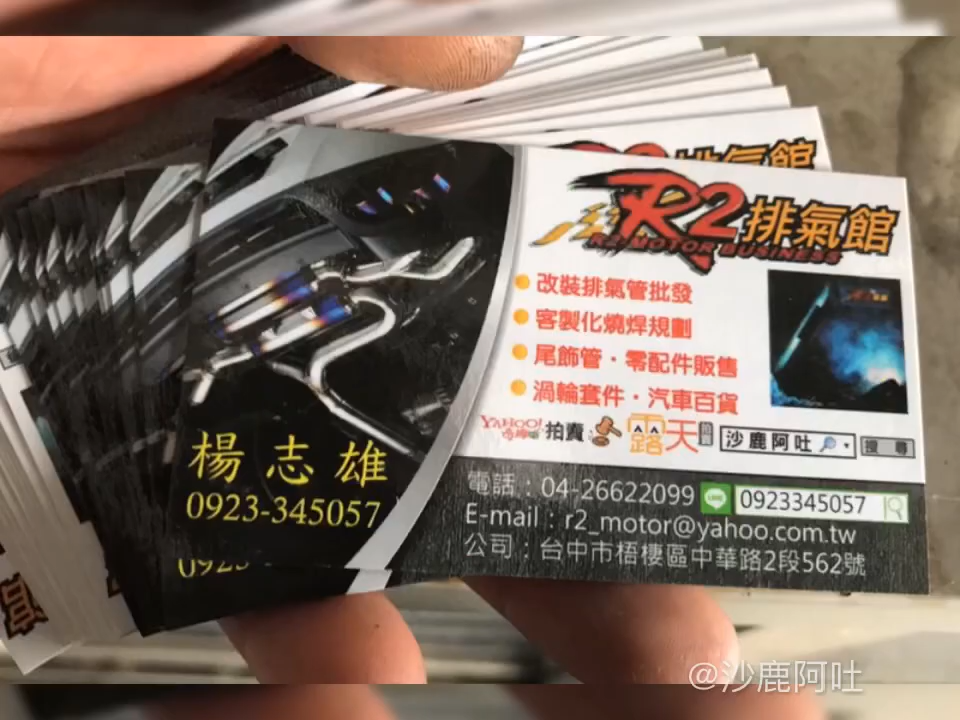 R2排氣館
R2 MOTOR BUSINESS
改裝排氣管批發
客製化燒焊規劃
尾飾管・零配件販售
渦輪套件・汽車百貨
YAHOO!奇摩 拍賣 露天 拍賣 沙鹿阿吐 搜尋
楊志雄
0923-345057
電話：04-26622099 LINE 0923345057
E-mail：r2_motor@yahoo.com.tw
公司：台中市梧棲區中華路2段562號
@沙鹿阿吐